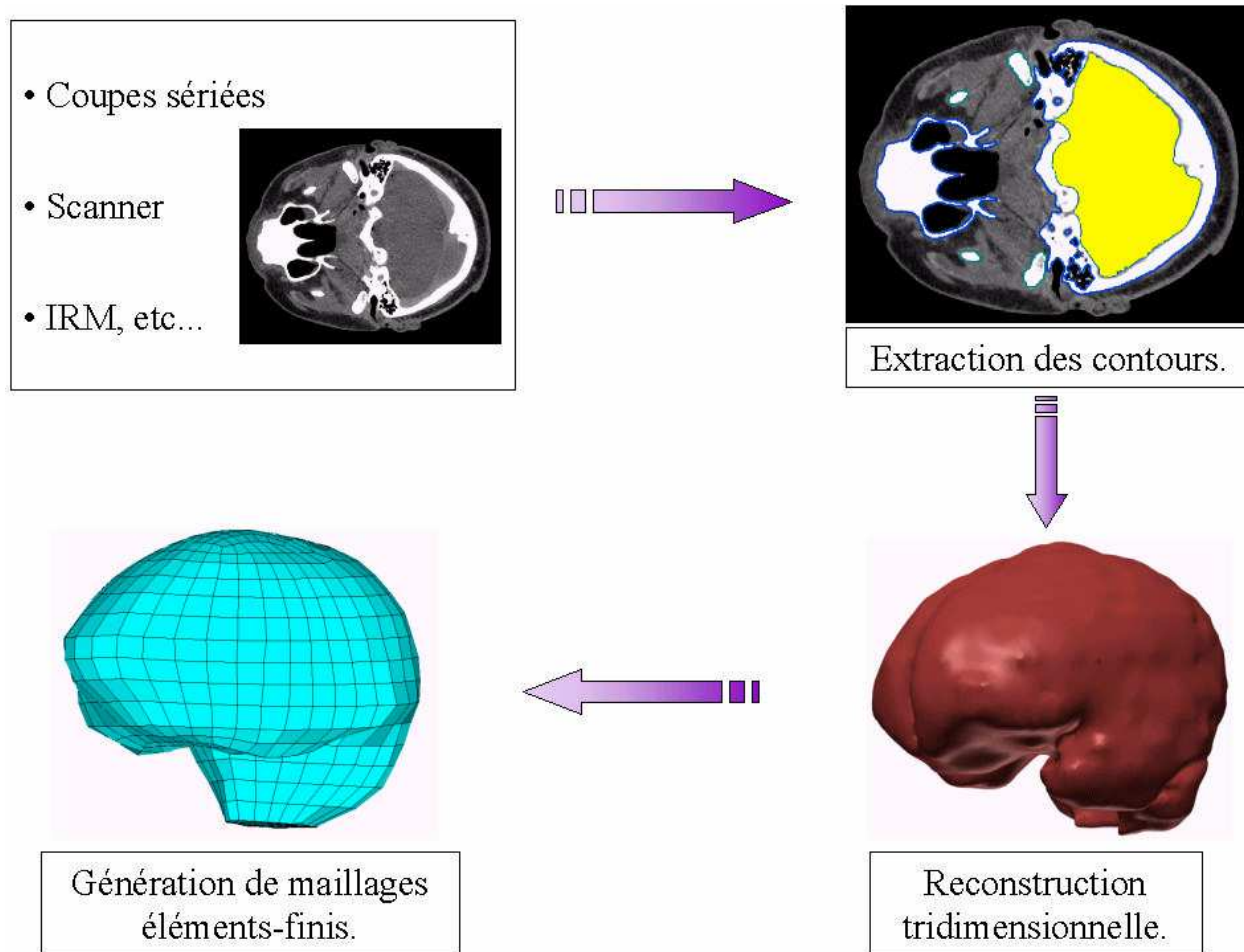 • Coupes sériées
• Scanner
• IRM, etc...
Extraction des contours.
Génération de maillages
éléments-finis.
Reconstruction
tridimensionnelle.